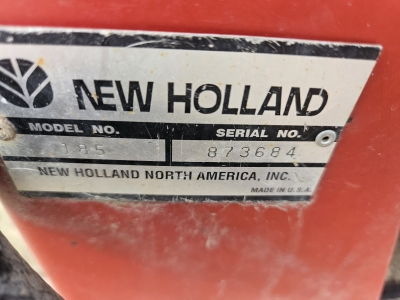 NEW HOLLAND
MODEL NO. SERIAL NO.
185 873684
NEW HOLLAND NORTH AMERICA, INC.
MADE IN U.S.A.